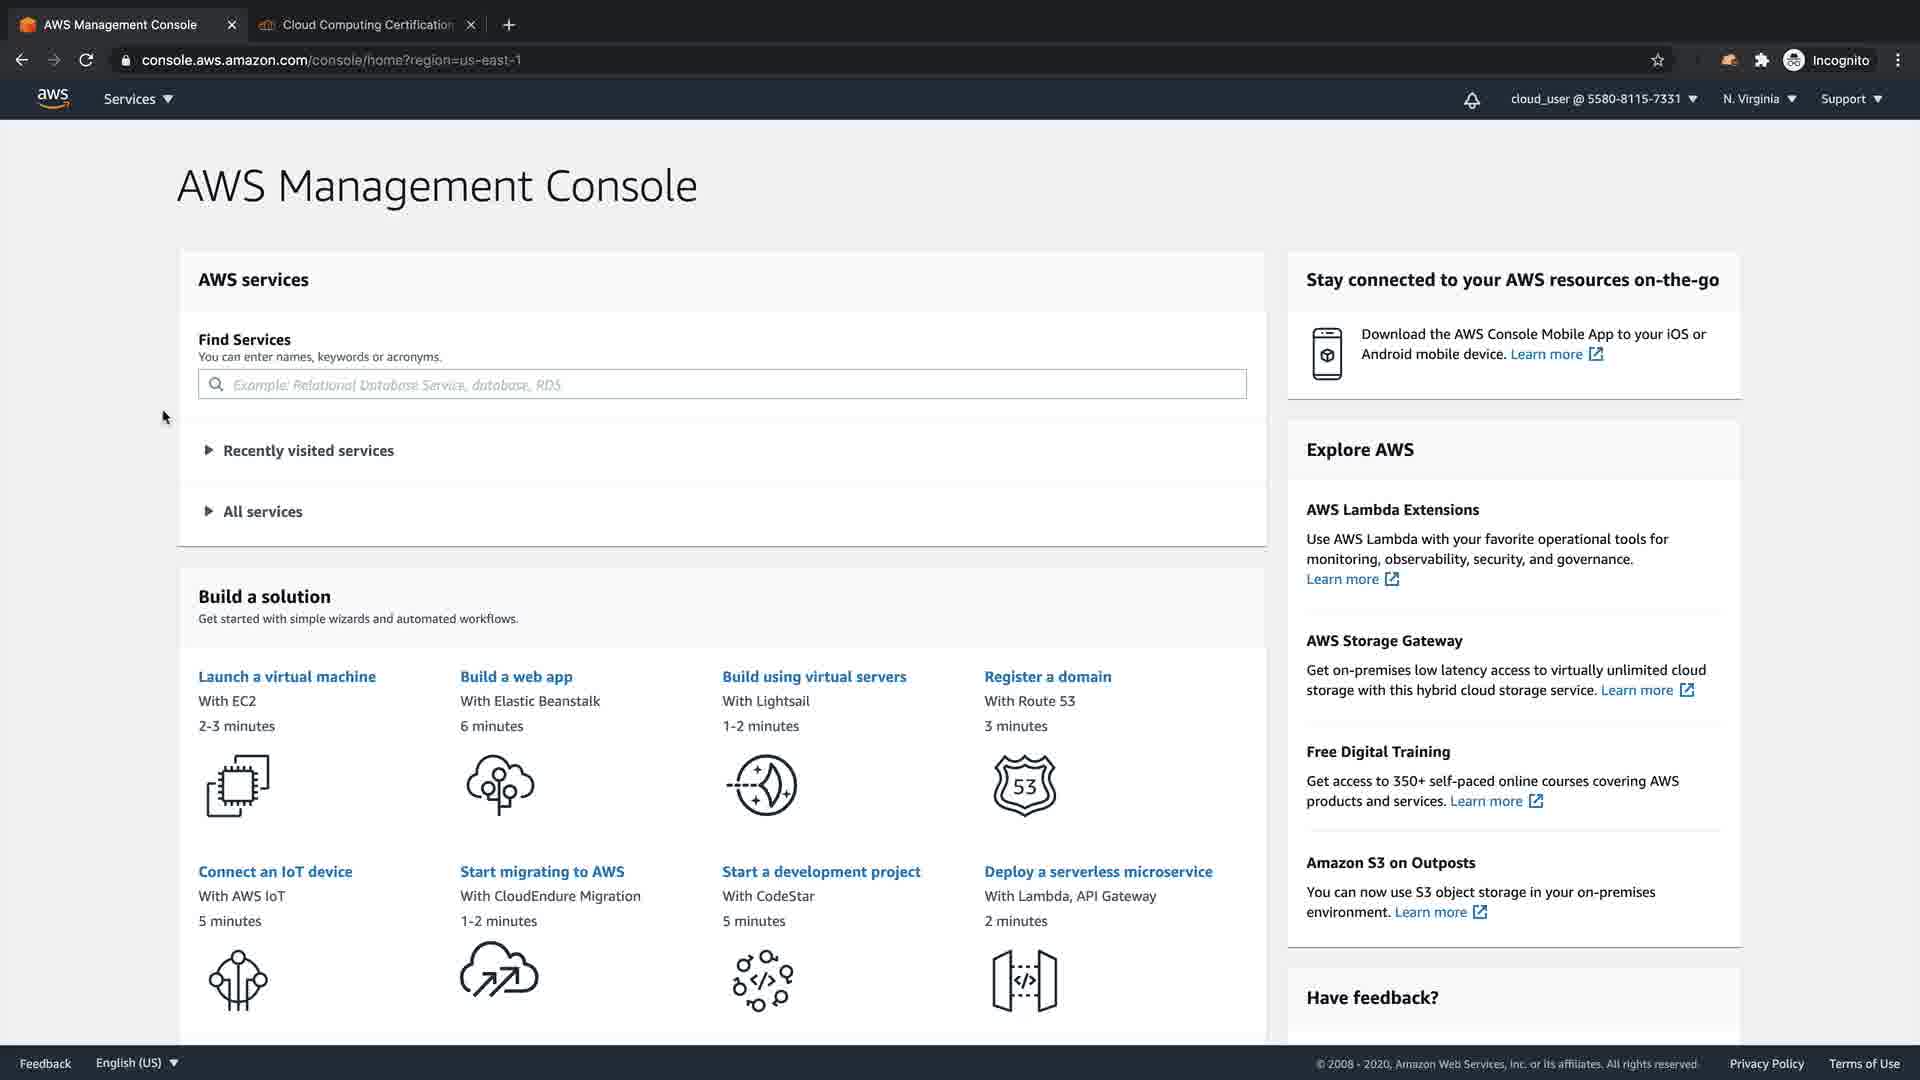 AWS Management Console
Cloud Computing Certification
console.aws.amazon.com/console/home?region=us-east-1
Incognito
aws
Services
cloud_user @ 5580-8115-7331
N. Virginia
Support
AWS Management Console
AWS services
Find Services
You can enter names, keywords or acronyms.
Example: Relational Database Service, database, RDS
Recently visited services
All services
Build a solution
Get started with simple wizards and automated workflows.
Launch a virtual machine
With EC2
2-3 minutes
Build a web app
With Elastic Beanstalk
6 minutes
Build using virtual servers
With Lightsail
1-2 minutes
Register a domain
With Route 53
3 minutes
53
Connect an IoT device
With AWS IoT
5 minutes
Start migrating to AWS
With CloudEndure Migration
1-2 minutes
Start a development project
With CodeStar
5 minutes
</>
Deploy a serverless microservice
With Lambda, API Gateway
2 minutes
</>
Stay connected to your AWS resources on-the-go
Download the AWS Console Mobile App to your iOS or
Android mobile device. Learn more
Explore AWS
AWS Lambda Extensions
Use AWS Lambda with your favorite operational tools for
monitoring, observability, security, and governance.
Learn more
AWS Storage Gateway
Get on-premises low latency access to virtually unlimited cloud
storage with this hybrid cloud storage service. Learn more
Free Digital Training
Get access to 350+ self-paced online courses covering AWS
products and services. Learn more
Amazon S3 on Outposts
You can now use S3 object storage in your on-premises
environment. Learn more
Have feedback?
Feedback
English (US)
© 2008 - 2020, Amazon Web Services, Inc. or its affiliates. All rights reserved.
Privacy Policy
Terms of Use